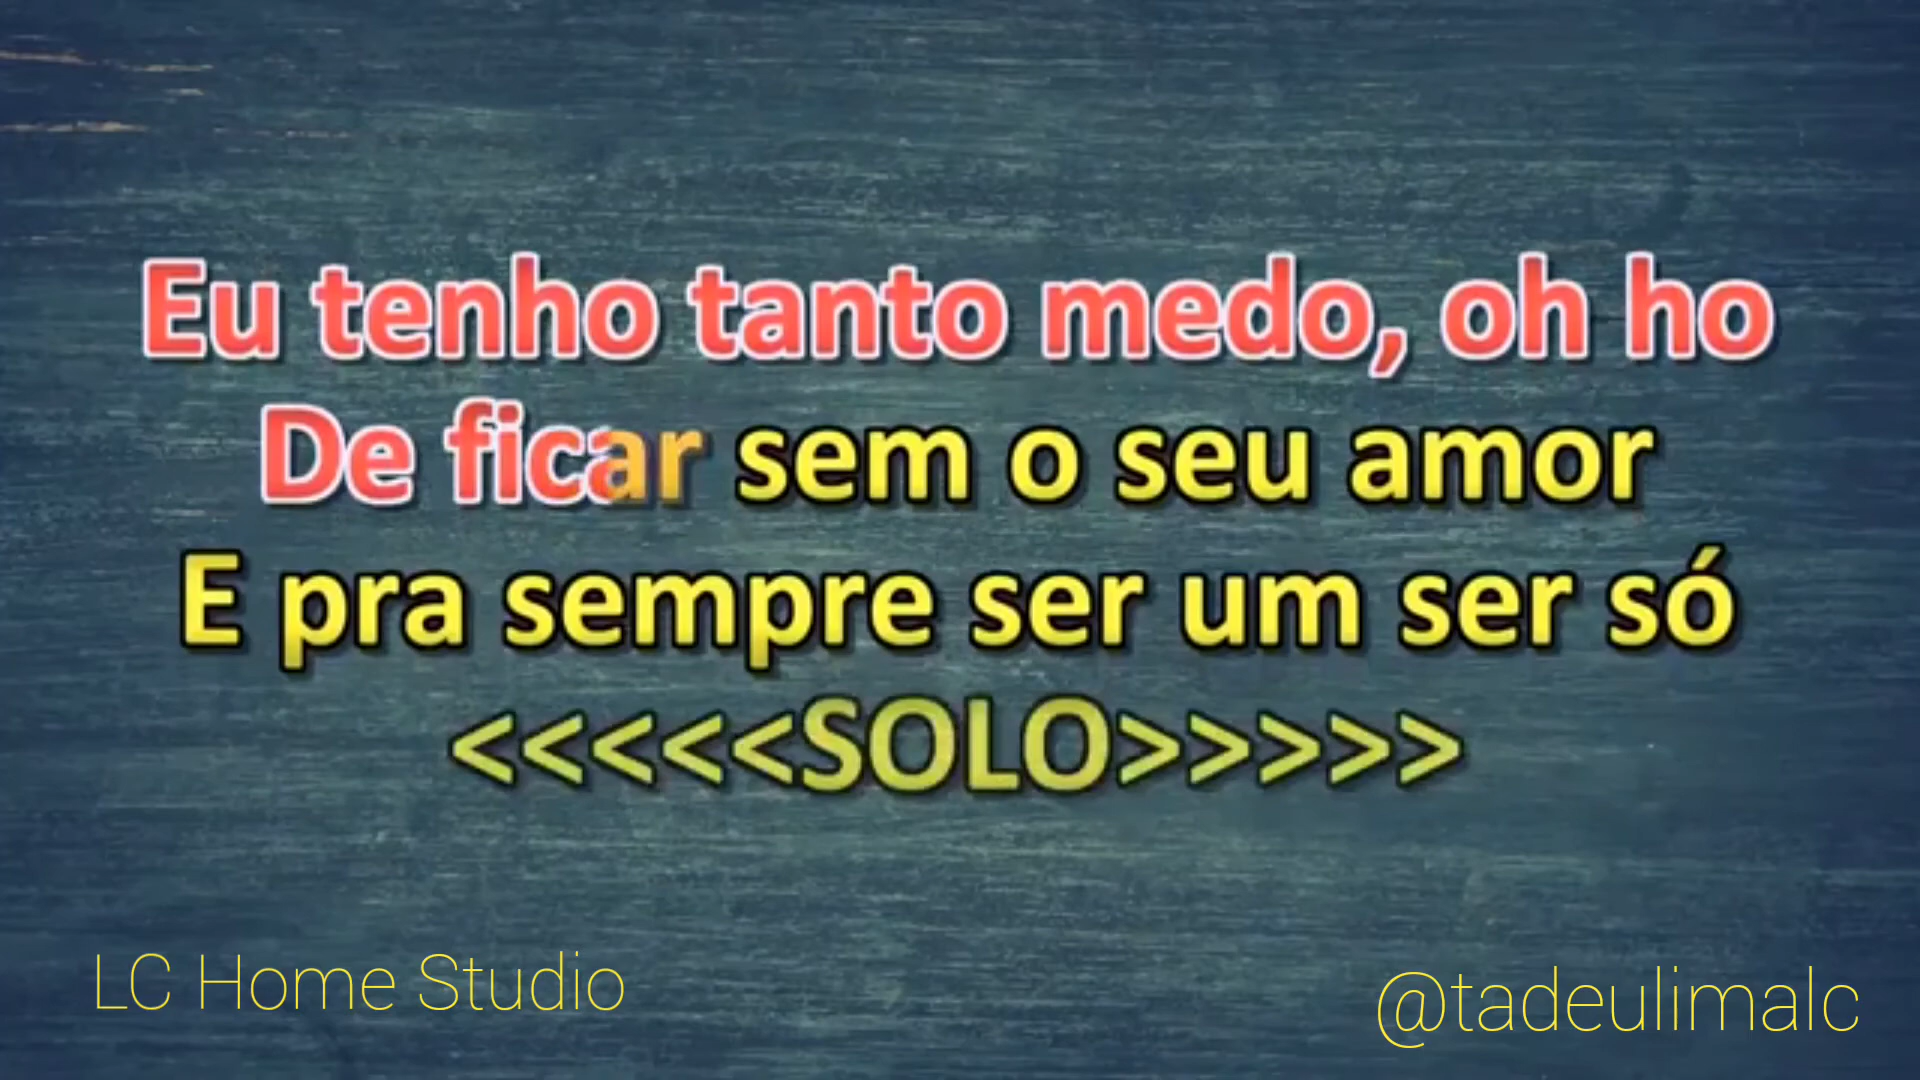 Eu tenho tanto medo, oh ho
De ficar sem o seu amor
E pra sempre ser um ser só
<<<<<SOLO>>>>>
LC Home Studio
@tadeulimalc